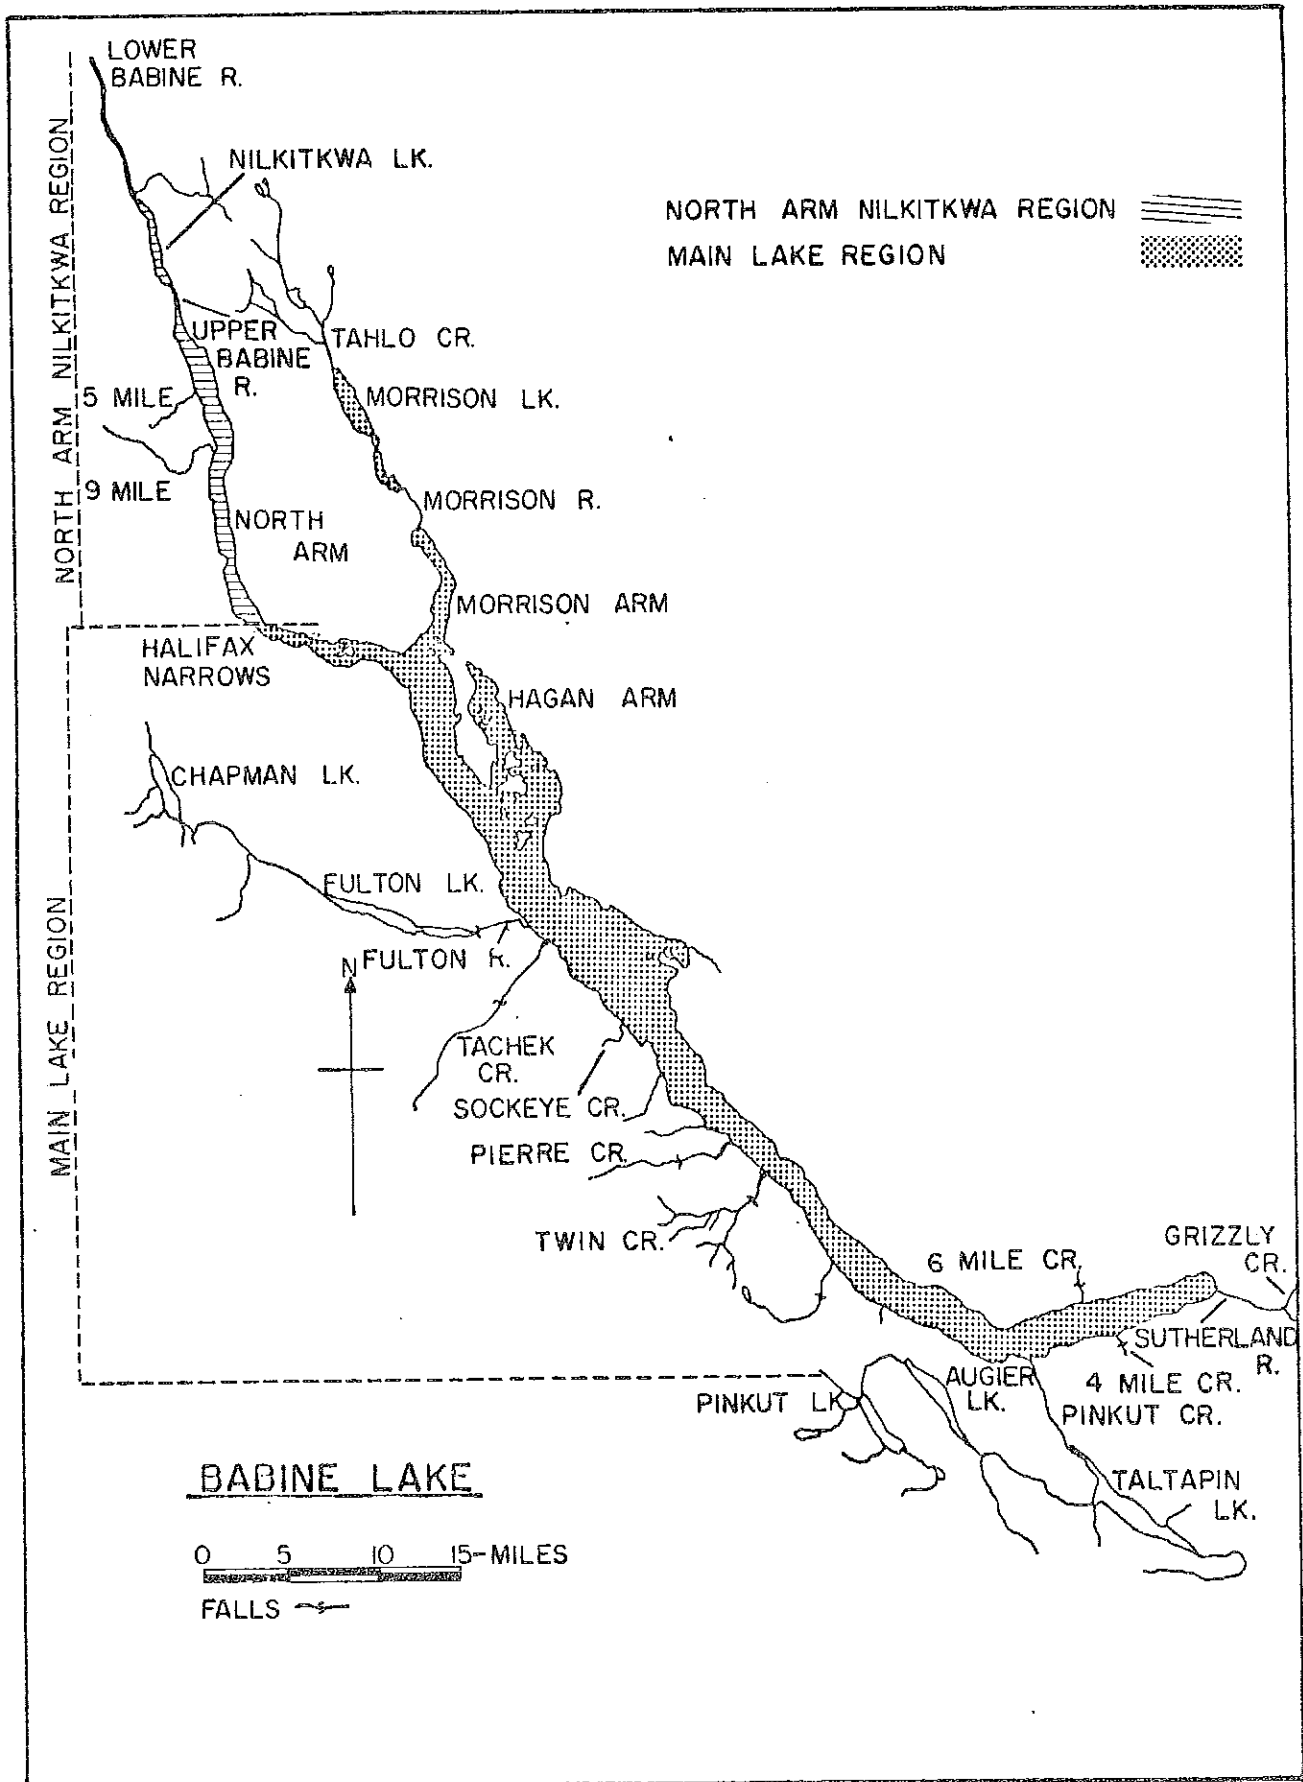 LOWER
BABINE R.
NILKITKWA LK.
NORTH ARM NILKITKWA REGION
MAIN LAKE REGION
NORTH ARM NILKITKWA REGION
UPPER
BABINE
R.
TAHLO CR.
5 MILE
MORRISON LK.
9 MILE
MORRISON R.
NORTH
ARM
MORRISON ARM
HALIFAX
NARROWS
HAGAN ARM
CHAPMAN LK.
FULTON LK.
FULTON R.
N
MAIN LAKE REGION
TACHEK
CR.
SOCKEYE CR.
PIERRE CR.
TWIN CR.
6 MILE CR.
GRIZZLY
CR.
SUTHERLAND
R.
AUGIER
LK.
4 MILE CR.
PINKUT LK
PINKUT CR.
TALTAPIN
LK.
BABINE LAKE
0 5 10 15-MILES
FALLS